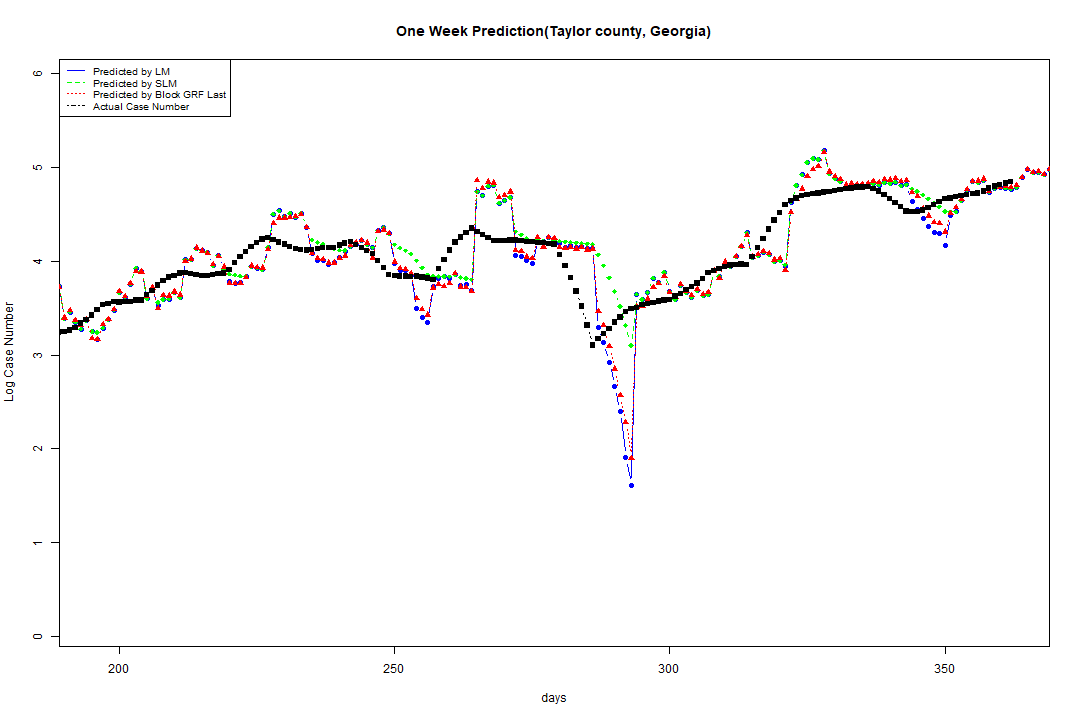 One Week Prediction(Taylor county, Georgia)
Predicted by LM
Predicted by SLM
Predicted by Block GRF Last
Actual Case Number
6
5
4
3
2
1
0
Log Case Number
200
250
300
350
days